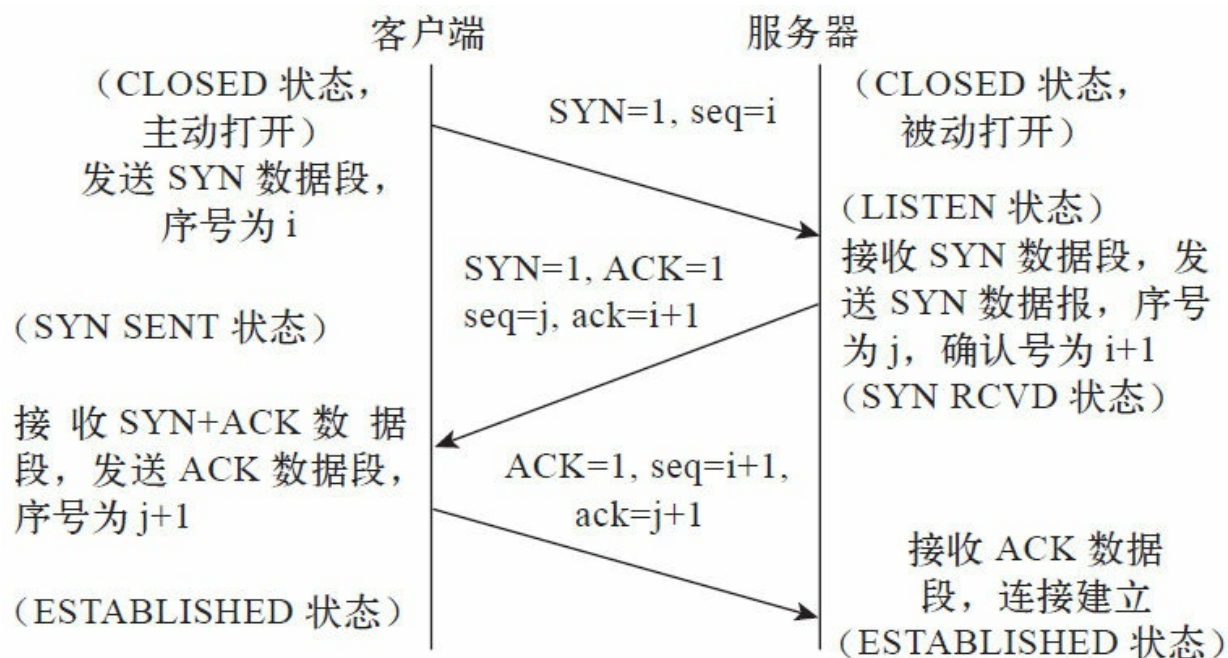 客户端
服务器
（CLOSED 状态，
主动打开）
发送 SYN 数据段，
序号为 i
SYN=1, seq=i
（CLOSED 状态，
被动打开）
（LISTEN 状态）
接收 SYN 数据段，发
送 SYN 数据报，序号
为 j，确认号为 i+1
（SYN RCVD 状态）
SYN=1, ACK=1
seq=j, ack=i+1
（SYN SENT 状态）
接 收 SYN+ACK 数 据
段，发送 ACK 数据段，
序号为 j+1
ACK=1, seq=i+1,
ack=j+1
（ESTABLISHED 状态）
接收 ACK 数据
段，连接建立
（ESTABLISHED 状态）